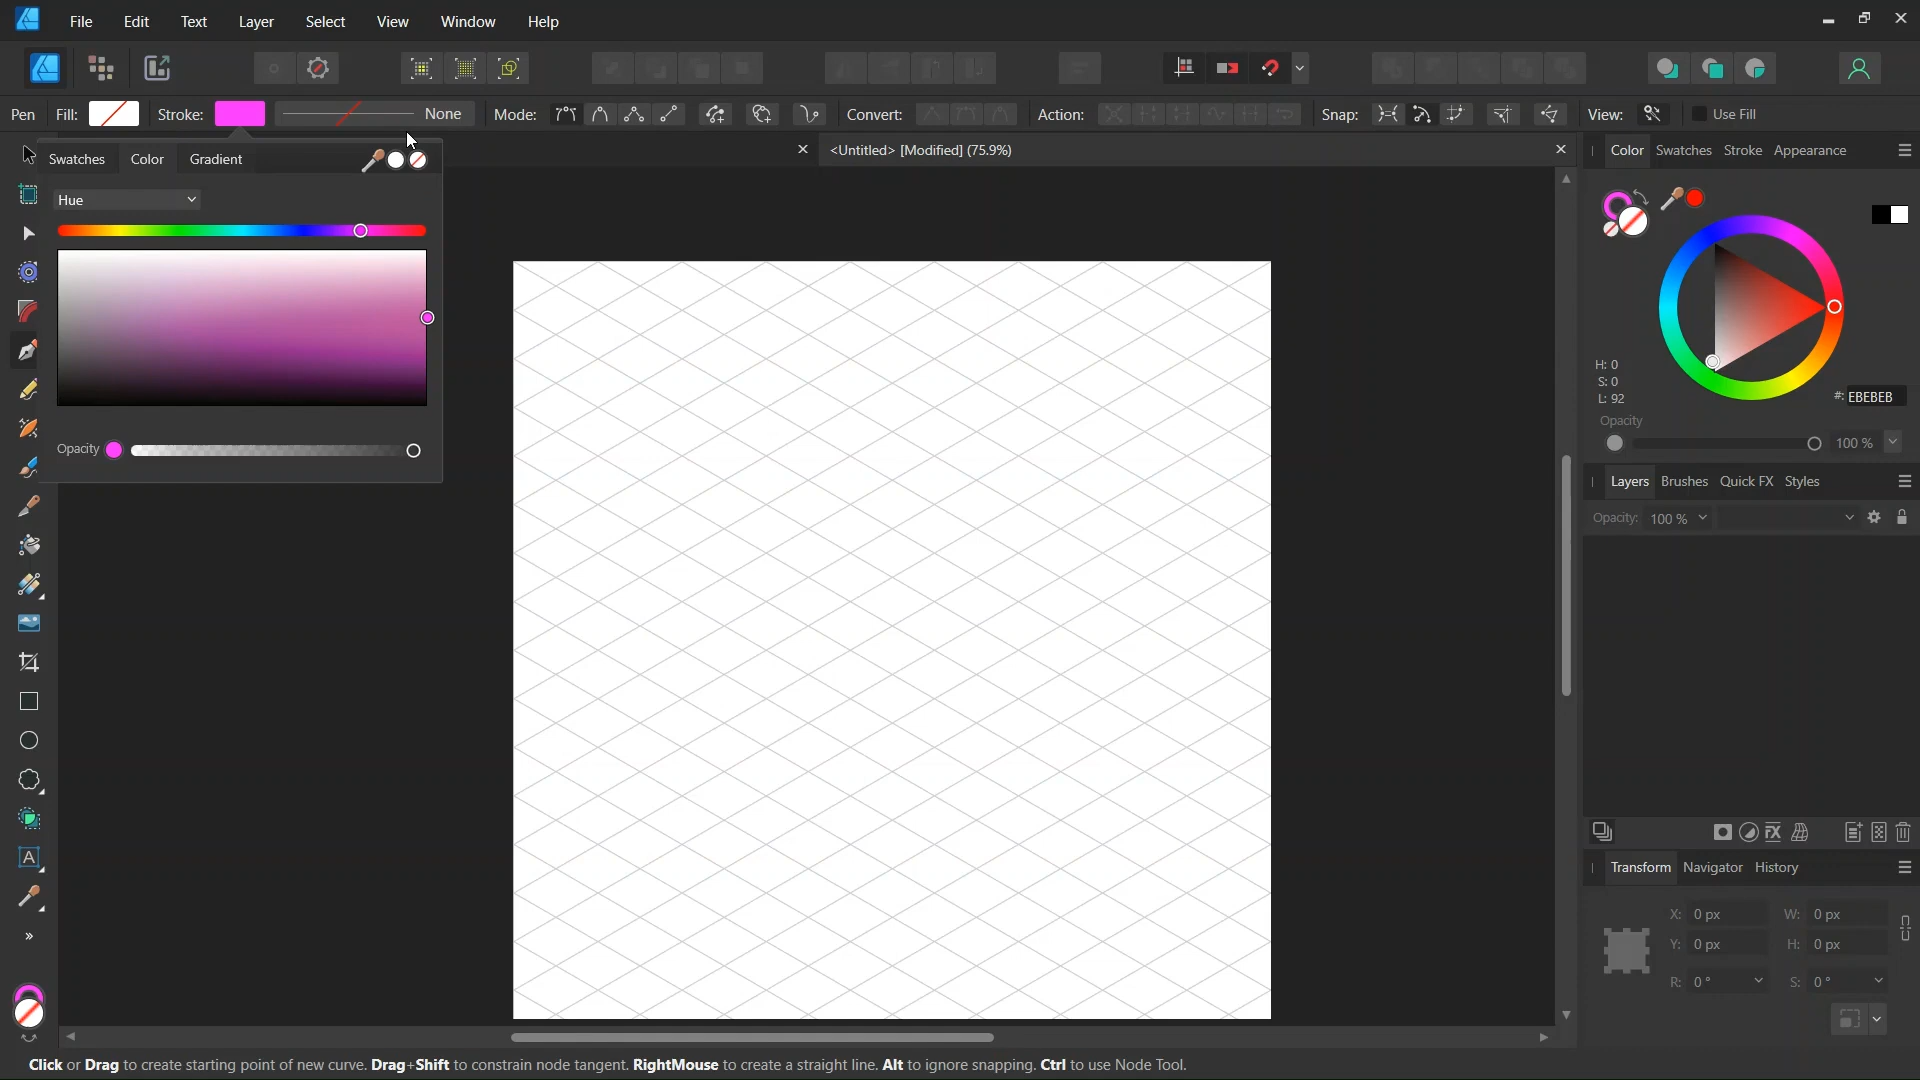 File Edit Text Layer Select View Window Help
Pen Fill: Stroke: None Mode: Convert: Action: Snap: View: Use Fill
Swatches Color Gradient
<Untitled> [Modified] (75.9%)
Color Swatches Stroke Appearance
Hue
H: 0
S: 0
L: 92
#: EBEBEB
Opacity
100 %
Opacity
Layers Brushes Quick FX Styles
Opacity: 100 %
Transform Navigator History
X: 0 px W: 0 px
Y: 0 px H: 0 px
R: 0 ° S: 0 °
Click or Drag to create starting point of new curve. Drag+Shift to constrain node tangent. RightMouse to create a straight line. Alt to ignore snapping. Ctrl to use Node Tool.